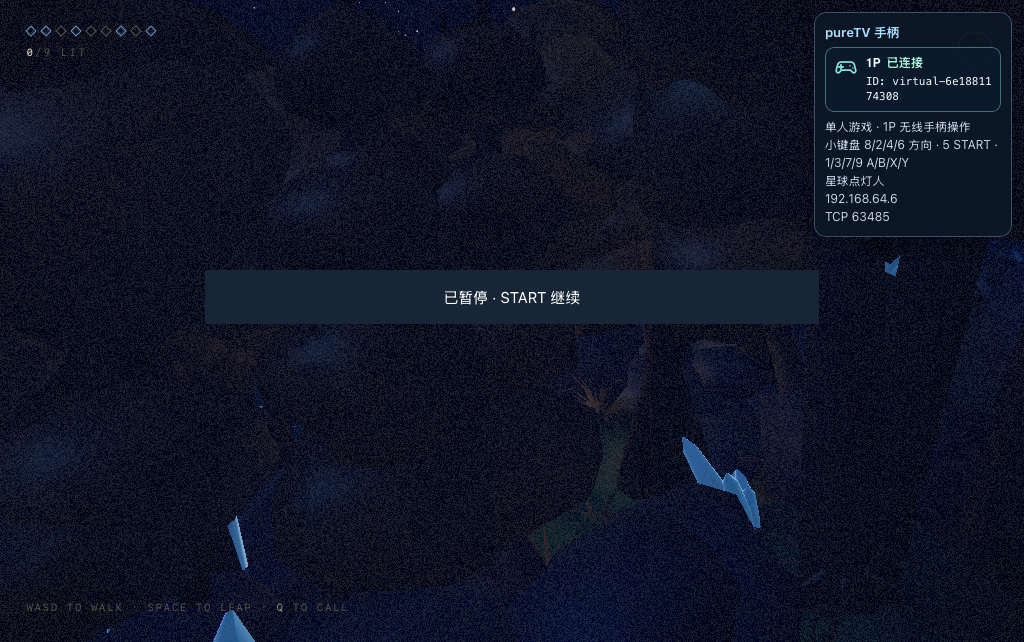 0/9 LIT
pureTV 手柄
1P 已连接
ID: virtual-6e18811
74308
单人游戏 · 1P 无线手柄操作
小键盘 8/2/4/6 方向 · 5 START ·
1/3/7/9 A/B/X/Y
星球点灯人
192.168.64.6
TCP 63485
已暂停 · START 继续
WASD TO WALK · SPACE TO LEAP · Q TO CALL